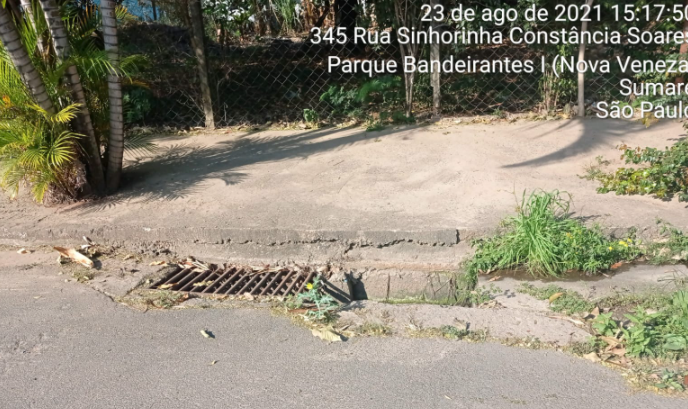 23 de ago de 2021 15:17:50
345 Rua Sinhorinha Constância Soares
Parque Bandeirantes I (Nova Veneza
Sumaré
São Paulo